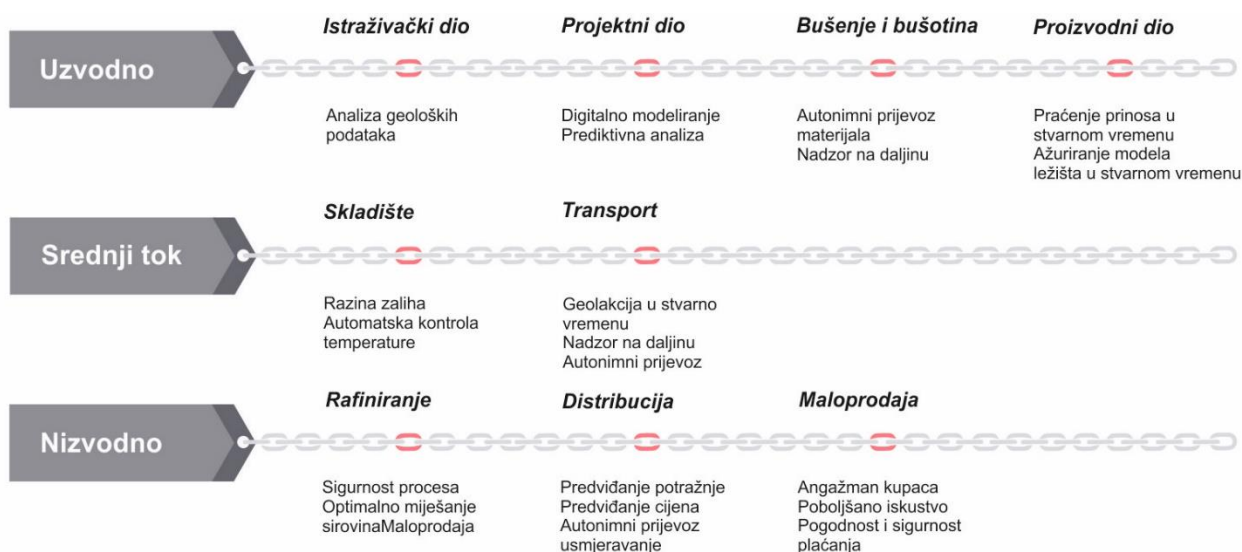 Istraživački dio
Projektni dio
Bušenje i bušotina
Proizvodni dio
Uzvodno
Analiza geoloških
podataka
Digitalno modeliranje
Prediktivna analiza
Autonimni prijevoz
materijala
Nadzor na daljinu
Praćenje prinosa u
stvarnom vremenu
Ažuriranje modela
ležišta u stvarnom vremenu
Skladište
Transport
Srednji tok
Razina zaliha
Automatska kontrola
temperature
Geolakcija u stvarno
vremenu
Nadzor na daljinu
Autonimni prijevoz
Rafiniranje
Distribucija
Maloprodaja
Nizvodno
Sigurnost procesa
Optimalno miješanje
sirovinaMaloprodaja
Predviđanje potražnje
Predviđanje cijena
Autonimni prijevoz
usmjeravanje
Angažman kupaca
Poboljšano iskustvo
Pogodnost i sigurnost
plaćanja